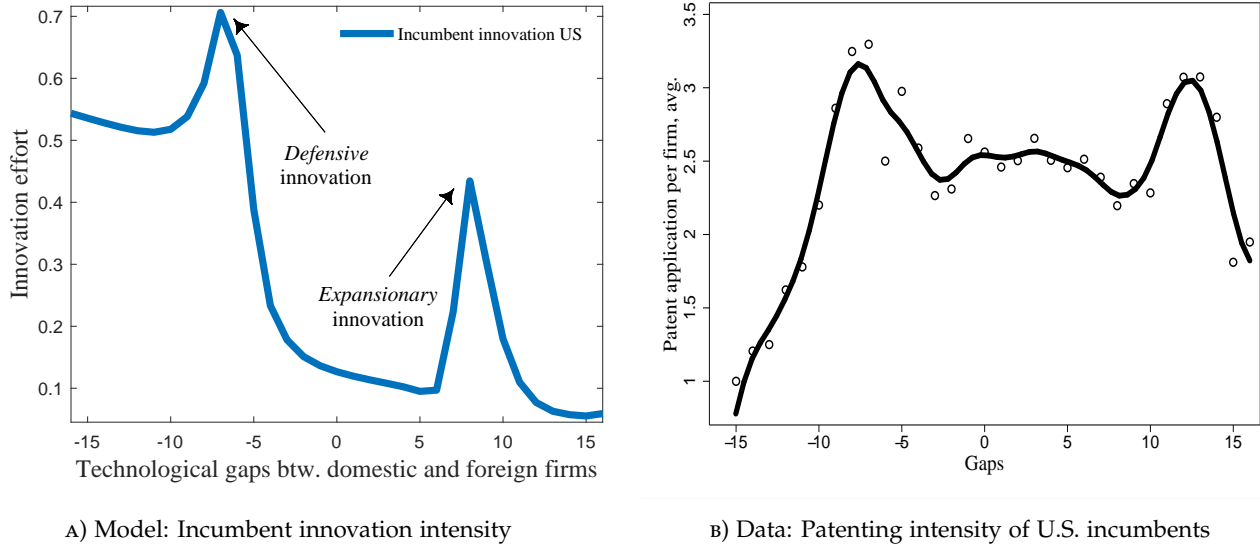 0.7
0.6
0.5
0.4
0.3
0.2
0.1
-15 -10 -5 0 5 10 15
Innovation effort
Technological gaps btw. domestic and foreign firms
Incumbent innovation US
Defensive
innovation
Expansionary
innovation
A) Model: Incumbent innovation intensity
3.5
3
2.5
2
1.5
1
−15 −10 −5 0 5 10 15
Patent application per firm, avg.
Gaps
B) Data: Patenting intensity of U.S. incumbents